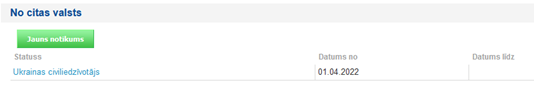 No citas valsts
Jauns notikums
Statuss Datums no Datums līdz
Ukrainas civiliedzīvotājs 01.04.2022